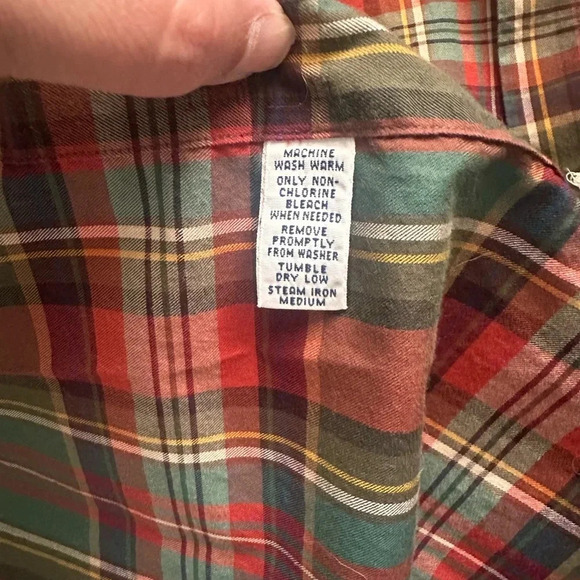 MACHINE
WASH WARM
ONLY NON-
CHLORINE
BLEACH
WHEN NEEDED
REMOVE
PROMPTLY
FROM WASHER
TUMBLE
DRY LOW
STEAM IRON
MEDIUM